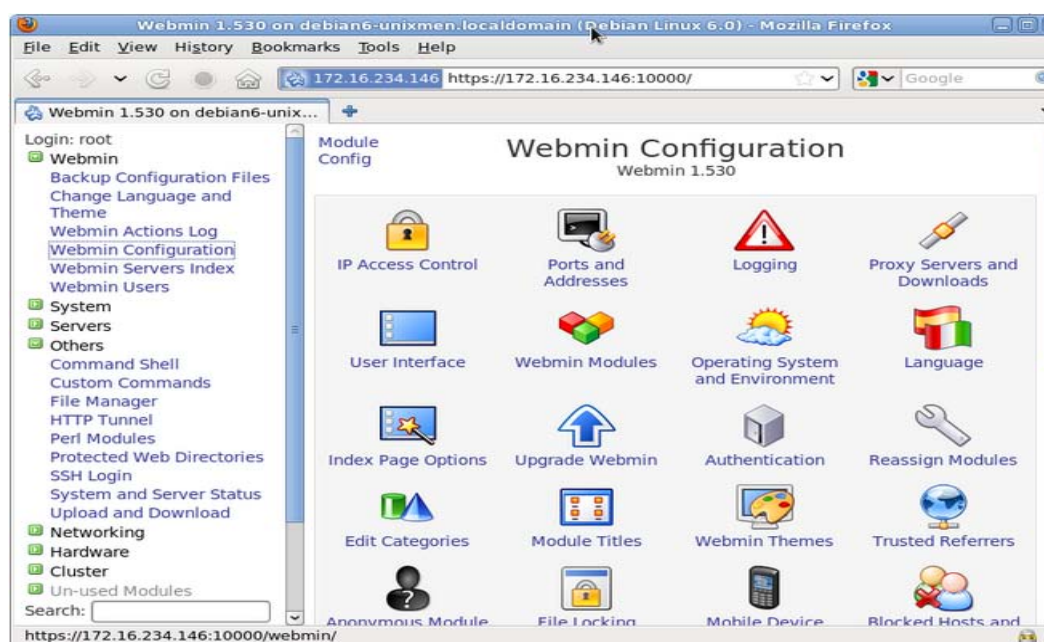 Webmin 1.530 on debian6-unixmen.localdomain (Debian Linux 6.0) - Mozilla Firefox
File Edit View History Bookmarks Tools Help
172.16.234.146 https://172.16.234.146:10000/
Google
Webmin 1.530 on debian6-unix...
Login: root
Webmin
Backup Configuration Files
Change Language and
Theme
Webmin Actions Log
Webmin Configuration
Webmin Servers Index
Webmin Users
System
Servers
Others
Command Shell
Custom Commands
File Manager
HTTP Tunnel
Perl Modules
Protected Web Directories
SSH Login
System and Server Status
Upload and Download
Networking
Hardware
Cluster
Un-used Modules
Search:
Module
Config
Webmin Configuration
Webmin 1.530
IP Access Control
Ports and
Addresses
Logging
Proxy Servers and
Downloads
User Interface
Webmin Modules
Operating System
and Environment
Language
Index Page Options
Upgrade Webmin
Authentication
Reassign Modules
Edit Categories
Module Titles
Webmin Themes
Trusted Referrers
Anonymous Module
File Locking
Mobile Device
Blocked Hosts and
https://172.16.234.146:10000/webmin/